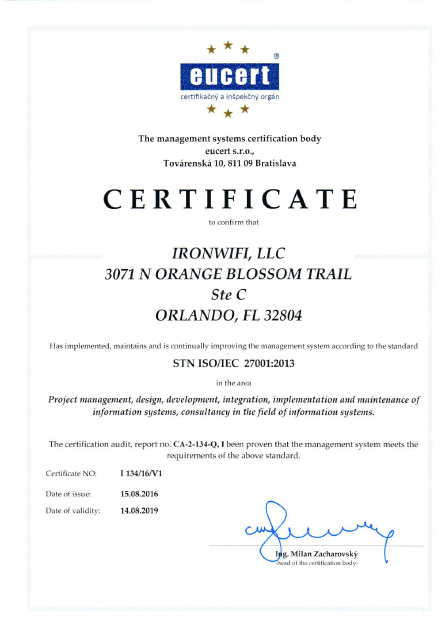 ®
eucert
certifikačný a inšpekčný orgán
The management systems certification body
eucert s.r.o.,
Továrenská 10, 811 09 Bratislava
CERTIFICATE
to confirm that
IRONWIFI, LLC
3071 N ORANGE BLOSSOM TRAIL
Ste C
ORLANDO, FL 32804
Has implemented, maintains and is continually improving the management system according to the standard
STN ISO/IEC 27001:2013
in the area
Project management, design, development, integration, implementation and maintenance of
information systems, consultancy in the field of information systems.
The certification audit, report no. CA-2-134-Q, I been proven that the management system meets the
requirements of the above standard.
Certificate NO: I 134/16/V1
Date of issue: 15.08.2016
Date of validity: 14.08.2019
Ing. Milan Zacharovský
-head of the certification body-